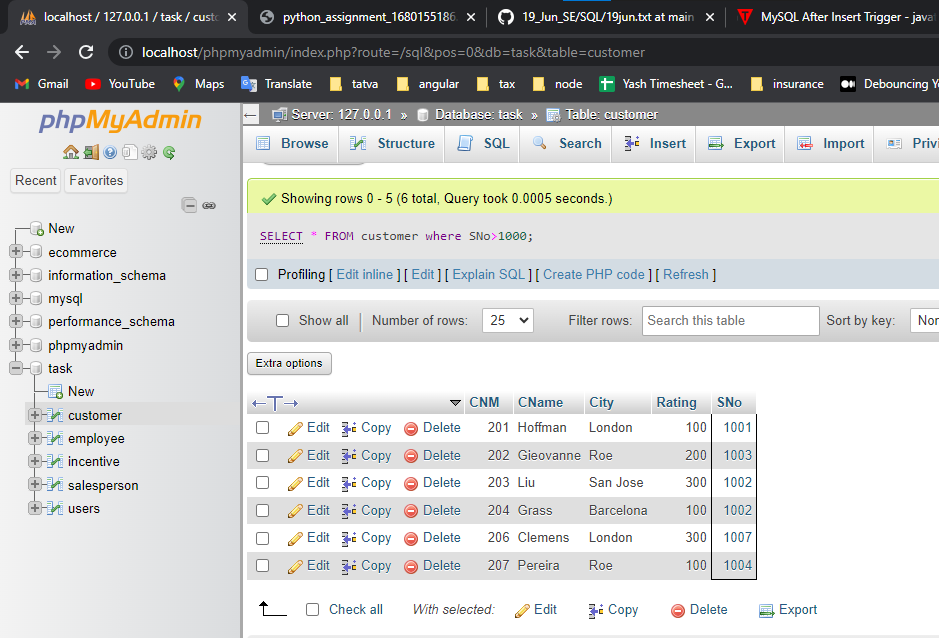 localhost / 127.0.0.1 / task / custo
python_assignment_1680155186.
19_Jun_SE/SQL/19jun.txt at main
MySQL After Insert Trigger - javat
localhost/phpmyadmin/index.php?route=/sql&pos=0&db=task&table=customer
Gmail YouTube Maps Translate tatva angular tax node Yash Timesheet - G... insurance Debouncing Yo
phpMyAdmin
Recent Favorites
New
ecommerce
information_schema
mysql
performance_schema
phpmyadmin
task
New
customer
employee
incentive
salesperson
users
Server: 127.0.0.1 » Database: task » Table: customer
Browse Structure SQL Search Insert Export Import Privi
Showing rows 0 - 5 (6 total, Query took 0.0005 seconds.)
SELECT * FROM customer where SNo>1000;
Profiling [ Edit inline ] [ Edit ] [ Explain SQL ] [ Create PHP code ] [ Refresh ]
Show all Number of rows: 25 Filter rows: Search this table Sort by key: Non
Extra options
CNM CName City Rating SNo
Edit Copy Delete 201 Hoffman London 100 1001
Edit Copy Delete 202 Gieovanne Roe 200 1003
Edit Copy Delete 203 Liu San Jose 300 1002
Edit Copy Delete 204 Grass Barcelona 100 1002
Edit Copy Delete 206 Clemens London 300 1007
Edit Copy Delete 207 Pereira Roe 100 1004
Check all With selected: Edit Copy Delete Export